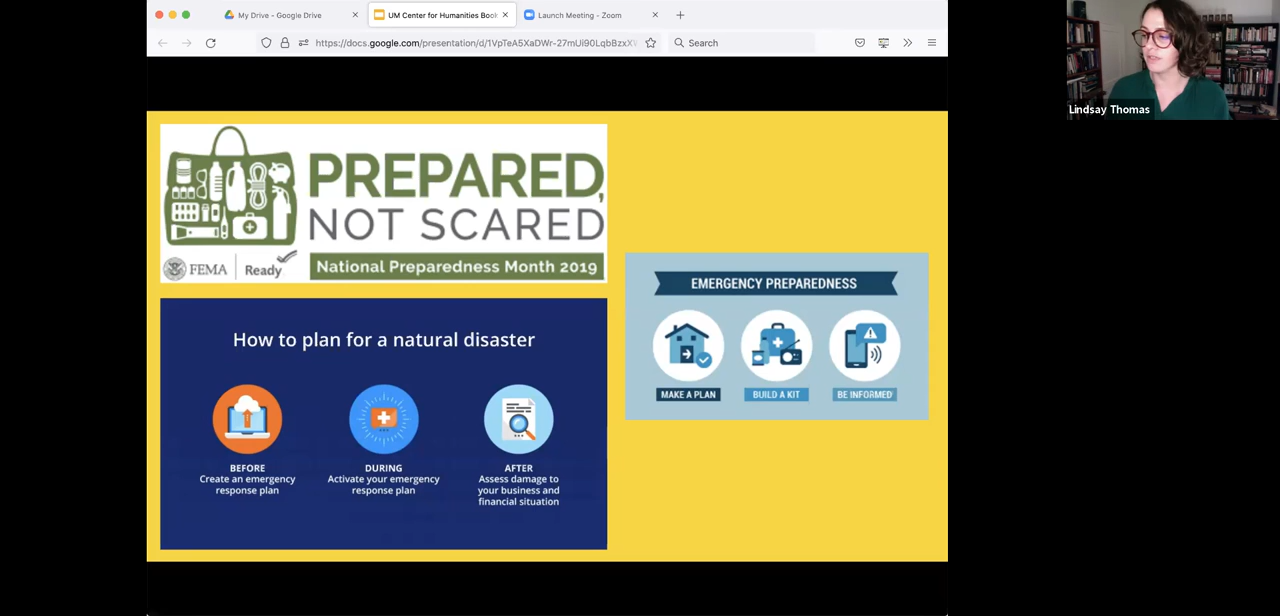 My Drive - Google Drive
UM Center for Humanities Book
Launch Meeting - Zoom
https://docs.google.com/presentation/d/1VpTeA5XaDWr-27mUi90LqbBzxX
Search
Lindsay Thomas
PREPARED,
NOT SCARED
FEMA
Ready
National Preparedness Month 2019
How to plan for a natural disaster
BEFORE
Create an emergency
response plan
DURING
Activate your emergency
response plan
AFTER
Assess damage to
your business and
financial situation
EMERGENCY PREPAREDNESS
MAKE A PLAN
BUILD A KIT
BE INFORMED